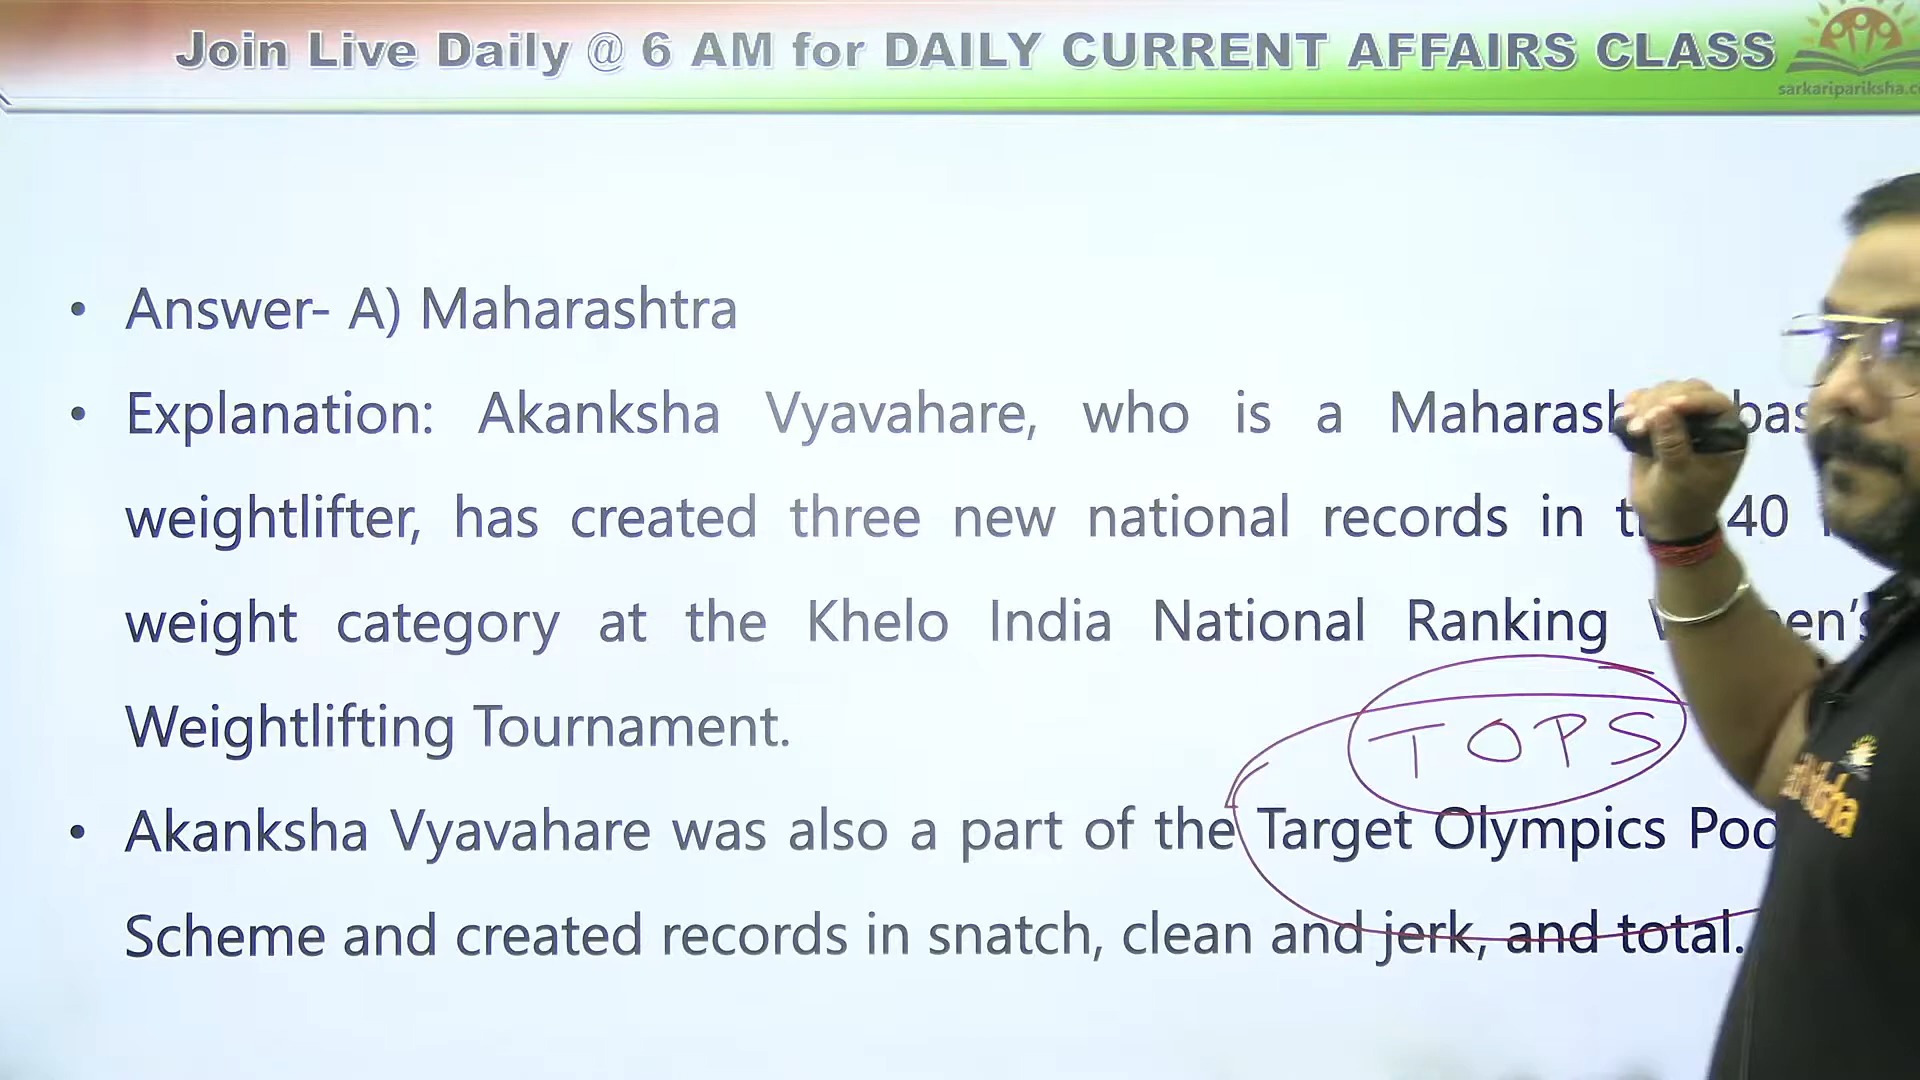 Join Live Daily @ 6 AM for DAILY CURRENT AFFAIRS CLASS
sarkaripariksha.c
• Answer- A) Maharashtra
• Explanation: Akanksha Vyavahare, who is a
weightlifter, has created three new national records in 40
weight category at the Khelo India National Ranking
Weightlifting Tournament.
TOPS
• Akanksha Vyavahare was also a part of the Target Olympics
Scheme and created records in snatch, clean and jerk, and total.